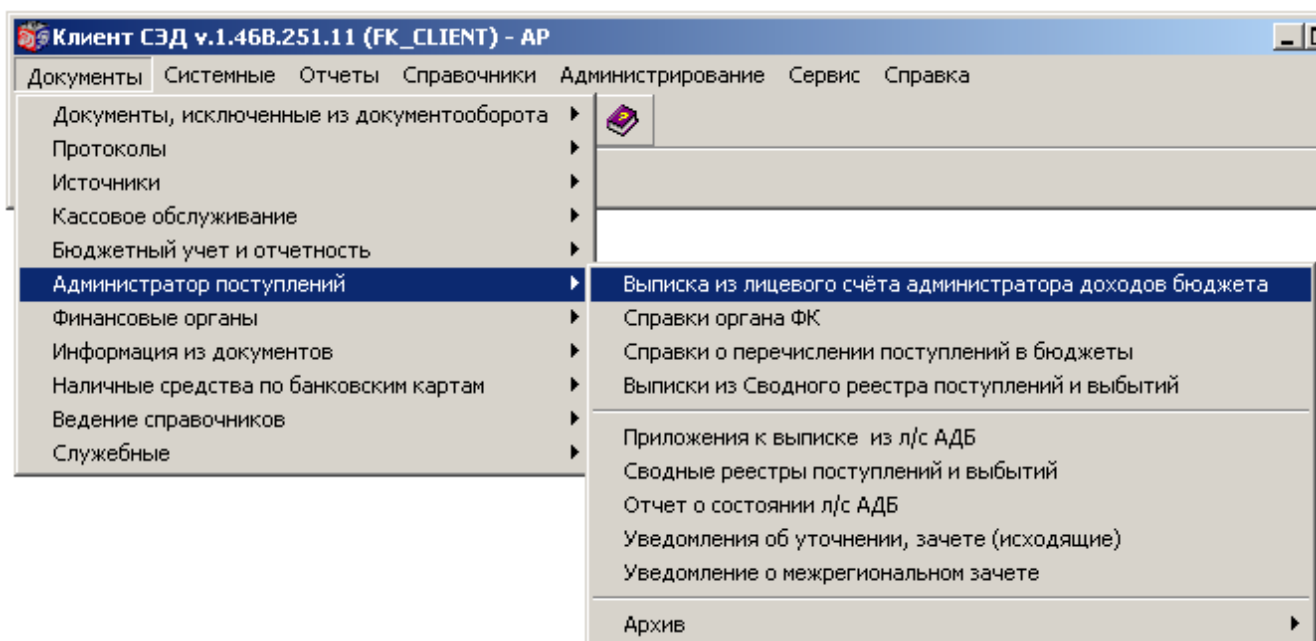 Клиент СЭД v.1.46B.251.11 (FK_CLIENT) - AP
Документы Системные Отчеты Справочники Администрирование Сервис Справка
Документы, исключенные из документооборота
Протоколы
Источники
Кассовое обслуживание
Бюджетный учет и отчетность
Администратор поступлений
Финансовые органы
Информация из документов
Наличные средства по банковским картам
Ведение справочников
Служебные
Выписка из лицевого счёта администратора доходов бюджета
Справки органа ФК
Справки о перечислении поступлений в бюджеты
Выписки из Сводного реестра поступлений и выбытий
Приложения к выписке  из л/с АДБ
Сводные реестры поступлений и выбытий
Отчет о состоянии л/с АДБ
Уведомления об уточнении, зачете (исходящие)
Уведомление о межрегиональном зачете
Архив